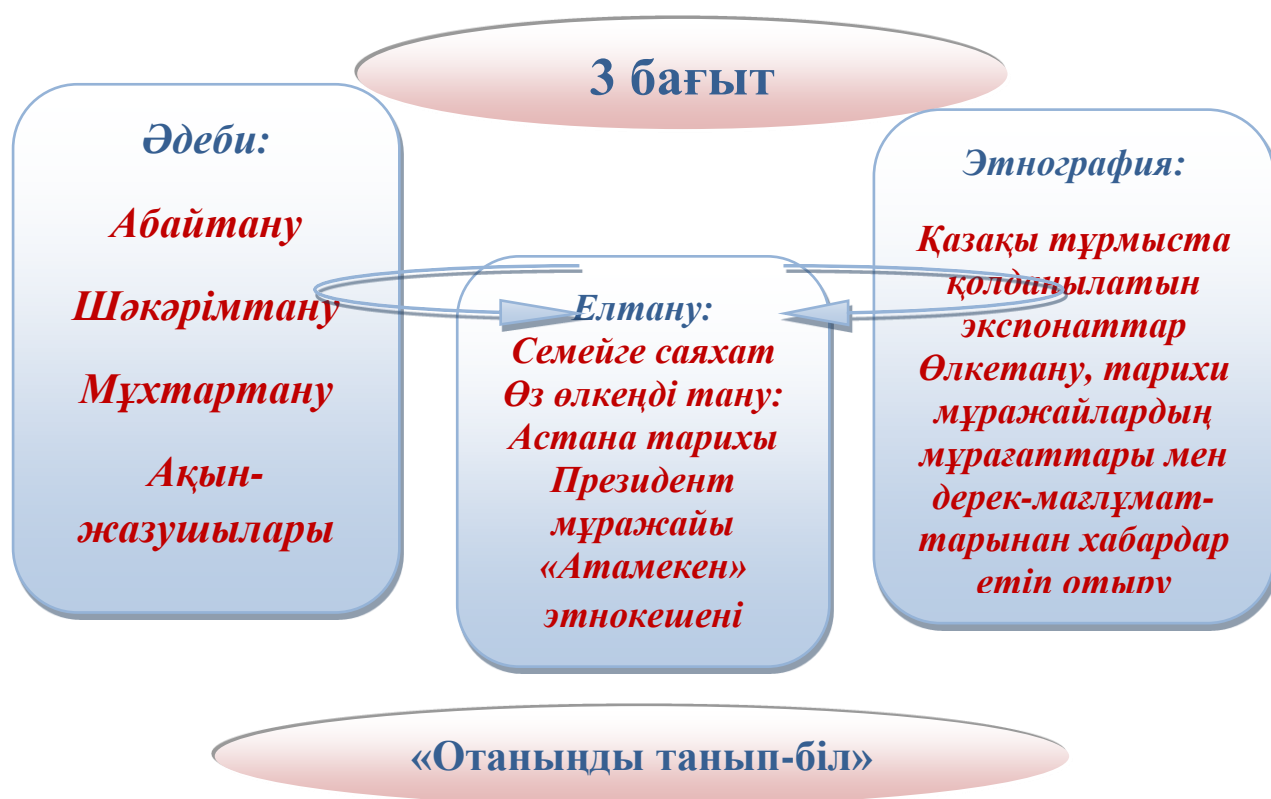 3 бағыт
Әдеби:
Абайтану
Шәкәрімтану
Мұхтартану
Ақын-
жазушылары
Елтану:
Семейге саяхат
Өз өлкеңді тану:
Астана тарихы
Президент
мұражайы
«Атамекен»
этнокешені
Этнография:
Қазақы тұрмыста
қолданылатын
экспонаттар
Өлкетану, тарихи
мұражайлардың
мұрағаттары мен
дерек-мағлұмат-
тарынан хабардар
етіп отыру
«Отаныңды танып-біл»